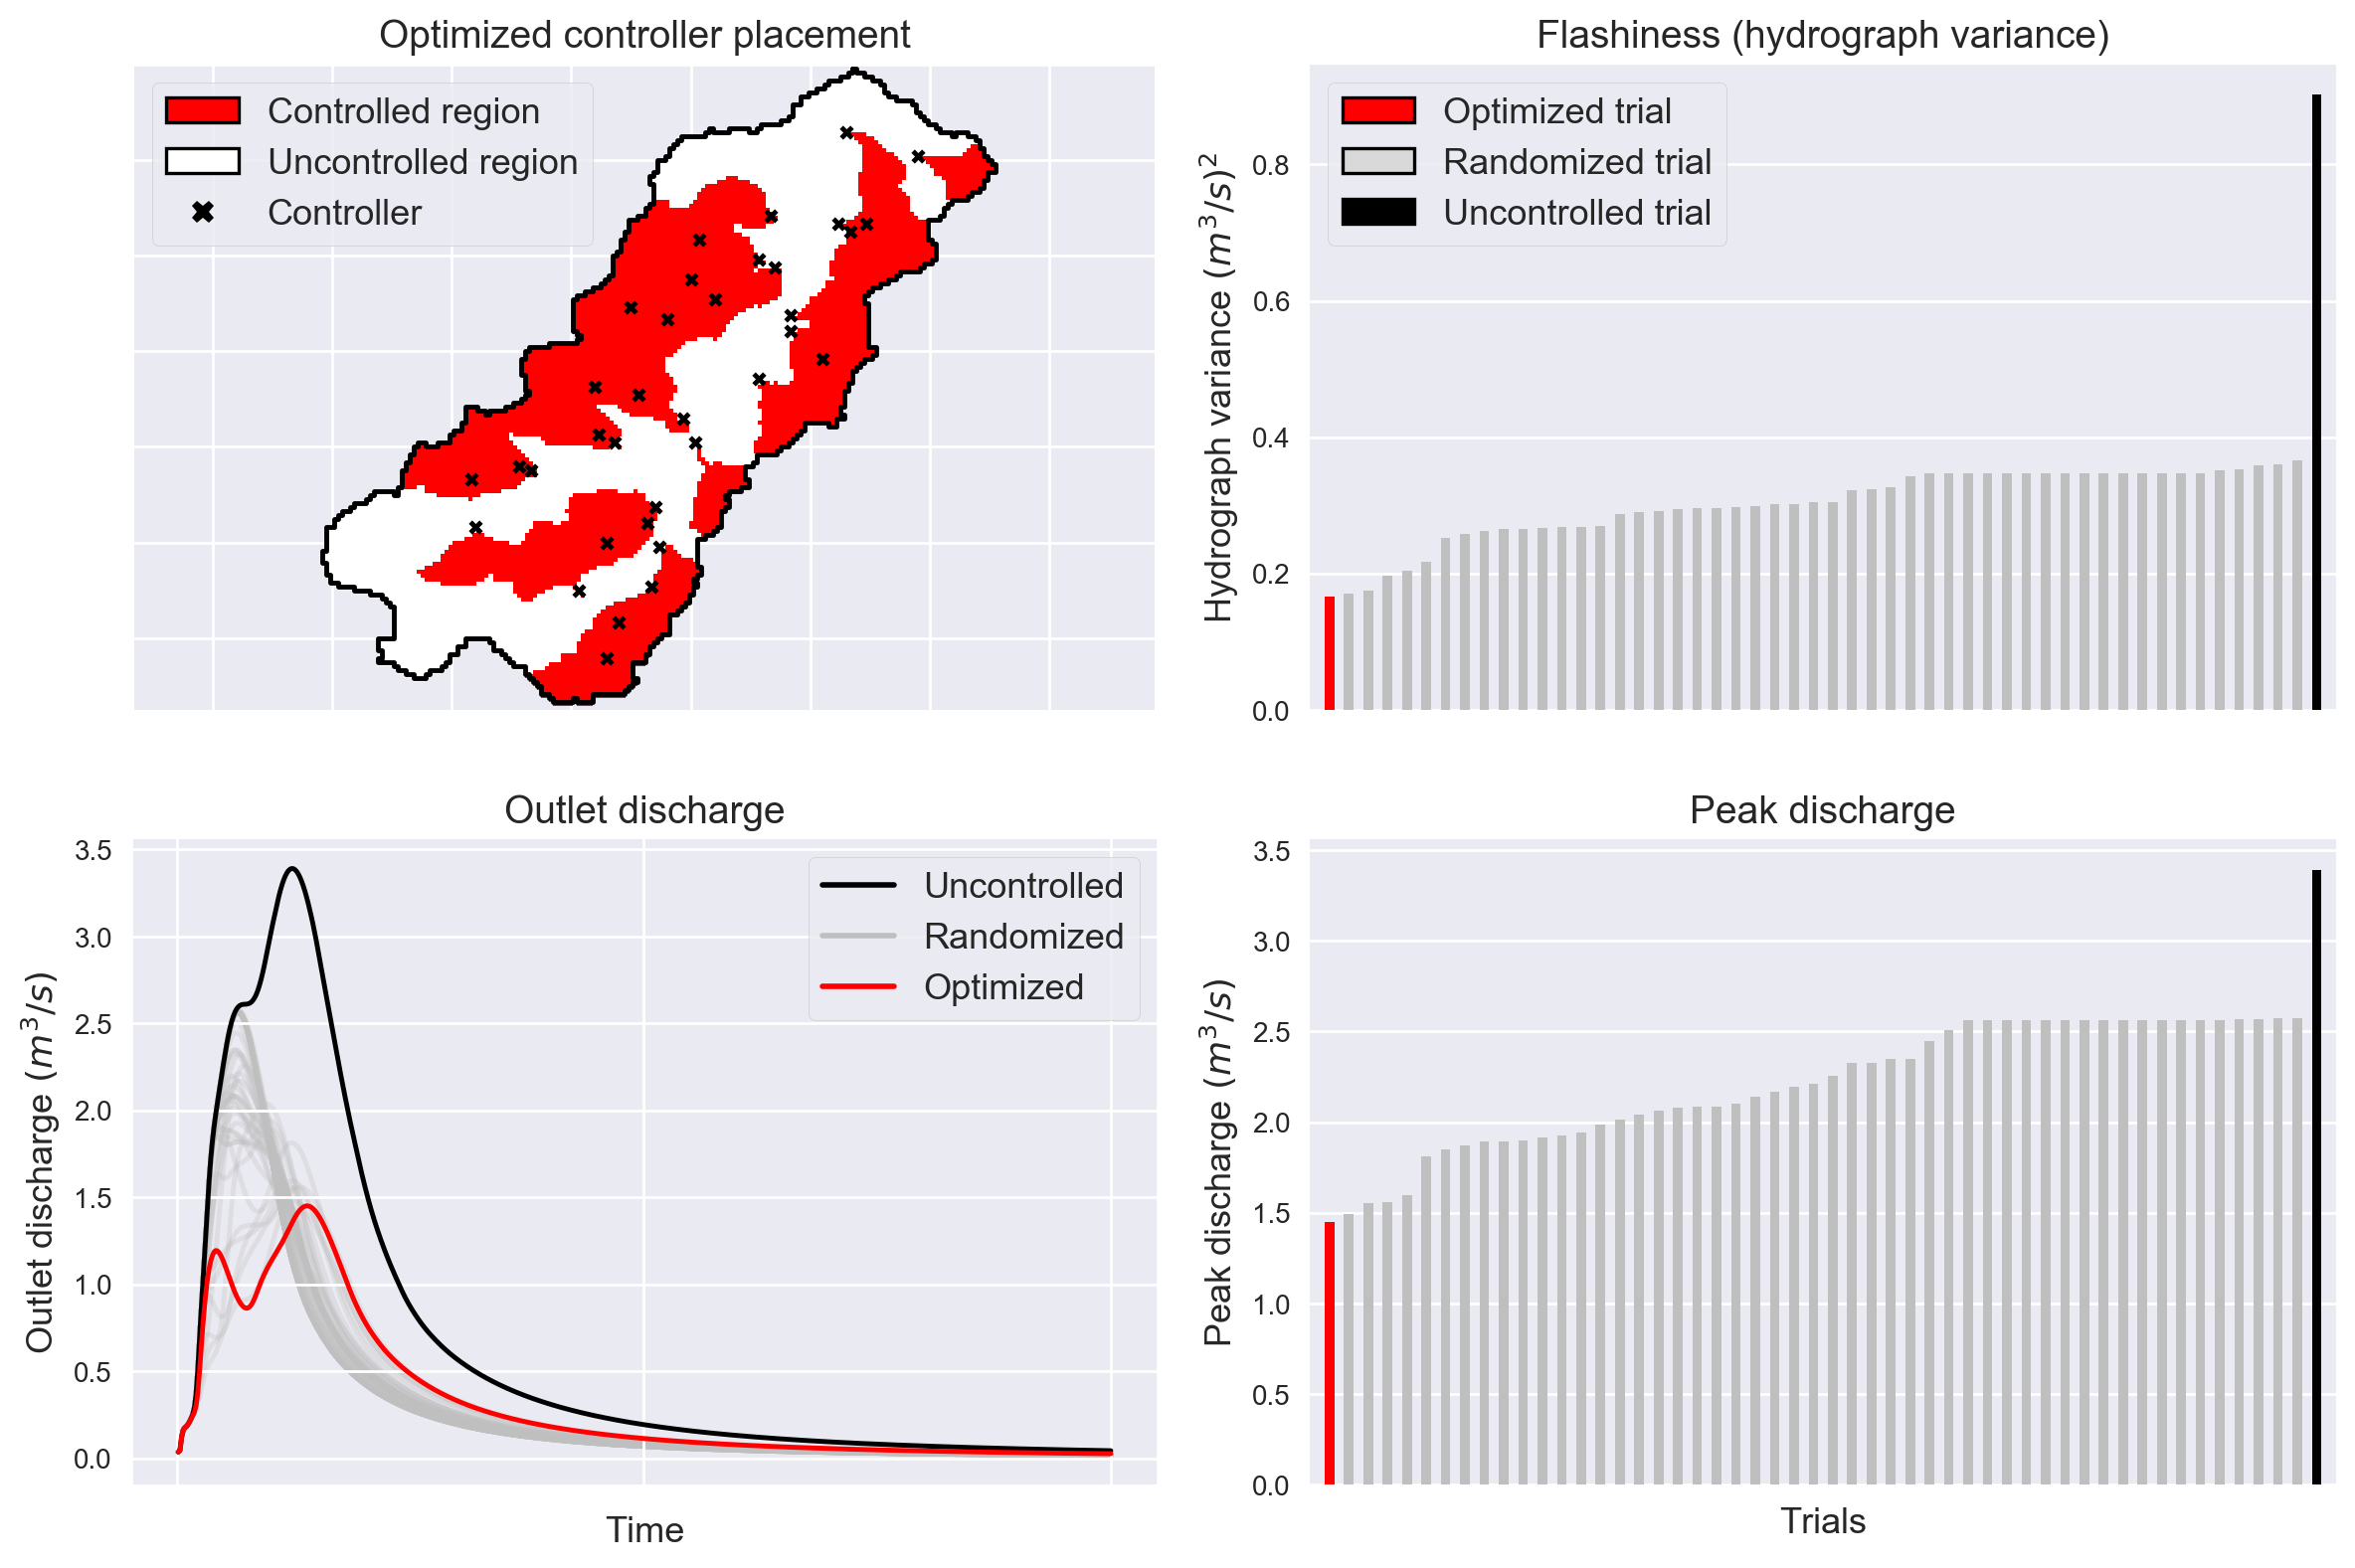 Optimized controller placement
Controlled region
Uncontrolled region
Controller
Flashiness (hydrograph variance)
Hydrograph variance (m³/s)²
0.8
0.6
0.4
0.2
0.0
Optimized trial
Randomized trial
Uncontrolled trial
Outlet discharge
Outlet discharge (m³/s)
3.5
3.0
2.5
2.0
1.5
1.0
0.5
0.0
Uncontrolled
Randomized
Optimized
Time
Peak discharge
Peak discharge (m³/s)
3.5
3.0
2.5
2.0
1.5
1.0
0.5
0.0
Trials